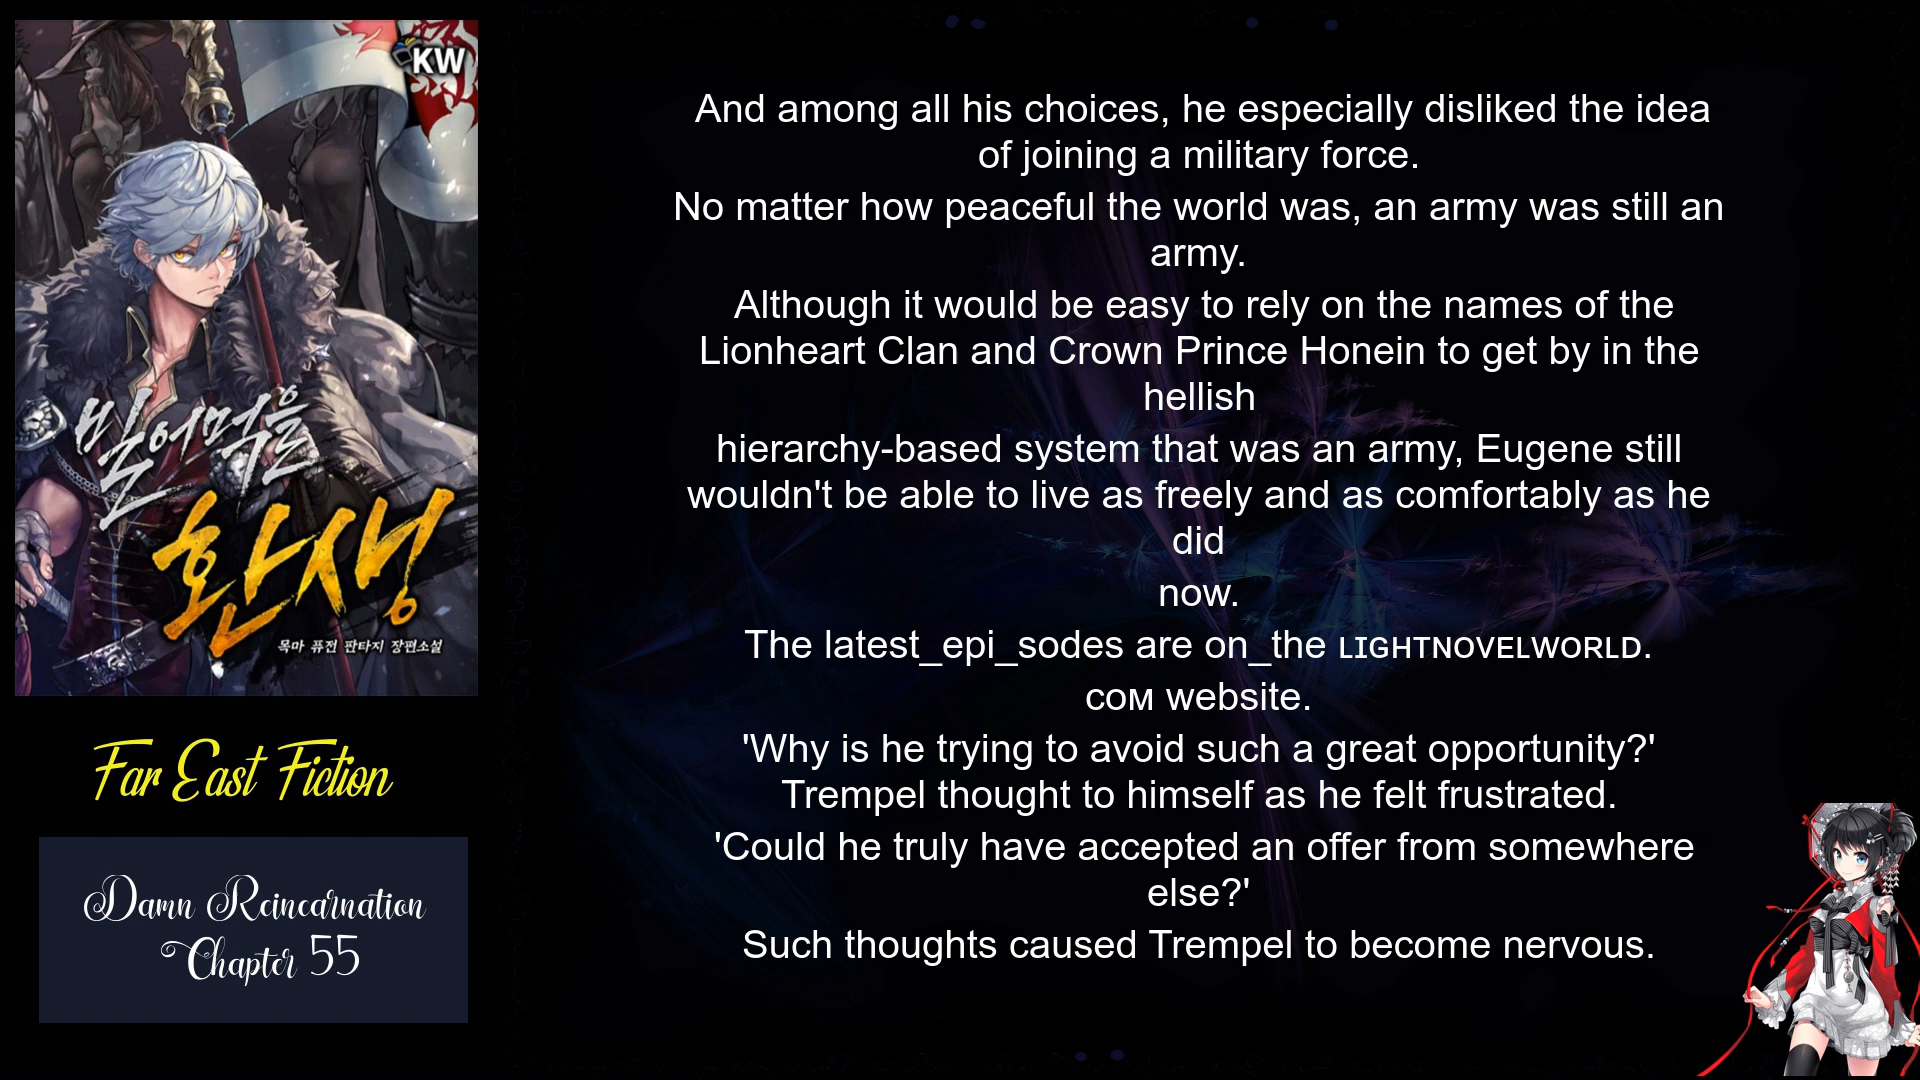 KW
빌어먹을
환생
목마 퓨전 판타지 장편소설
Far East Fiction
Damn Reincarnation
Chapter 55
And among all his choices, he especially disliked the idea
of joining a military force.
No matter how peaceful the world was, an army was still an
army.
Although it would be easy to rely on the names of the
Lionheart Clan and Crown Prince Honein to get by in the
hellish
hierarchy-based system that was an army, Eugene still
wouldn't be able to live as freely and as comfortably as he
did
now.
The latest_epi_sodes are on_the ʟɪɢʜᴛɴᴏᴠᴇʟᴡᴏʀʟᴅ.
ᴄᴏᴍ website.
'Why is he trying to avoid such a great opportunity?'
Trempel thought to himself as he felt frustrated.
'Could he truly have accepted an offer from somewhere
else?'
Such thoughts caused Trempel to become nervous.